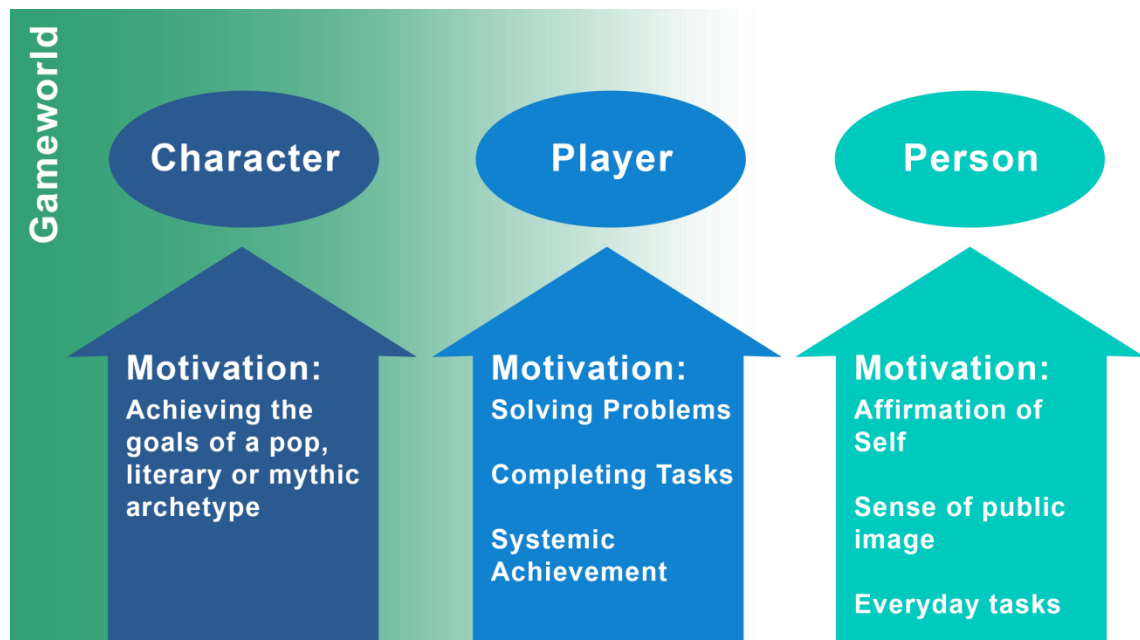 Gameworld
Character
Player
Person
Motivation:
Achieving the
goals of a pop,
literary or mythic
archetype
Motivation:
Solving Problems
Completing Tasks
Systemic
Achievement
Motivation:
Affirmation of
Self
Sense of public
image
Everyday tasks